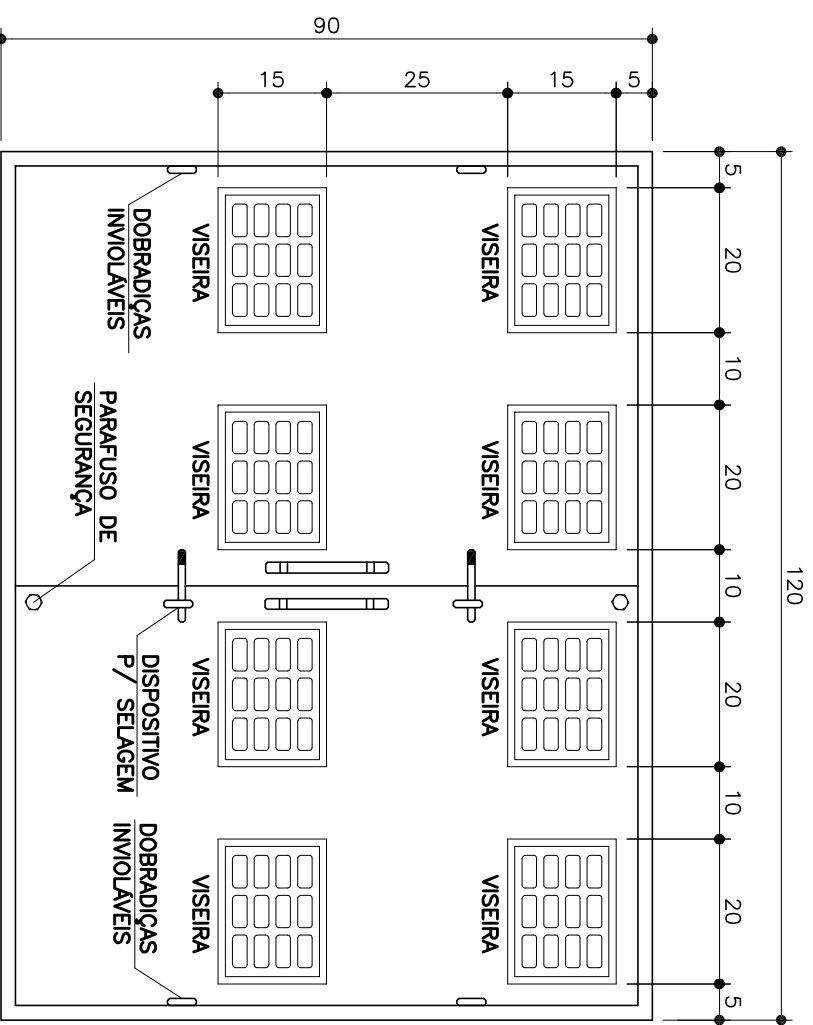 120
5
20
10
20
10
20
10
20
5
90
5
15
25
15
VISEIRA
VISEIRA
VISEIRA
VISEIRA
VISEIRA
VISEIRA
VISEIRA
VISEIRA
DOBRADIÇAS
INVIOLÁVEIS
PARAFUSO DE
SEGURANÇA
DISPOSITIVO
P/ SELAGEM
DOBRADIÇAS
INVIOLÁVEIS